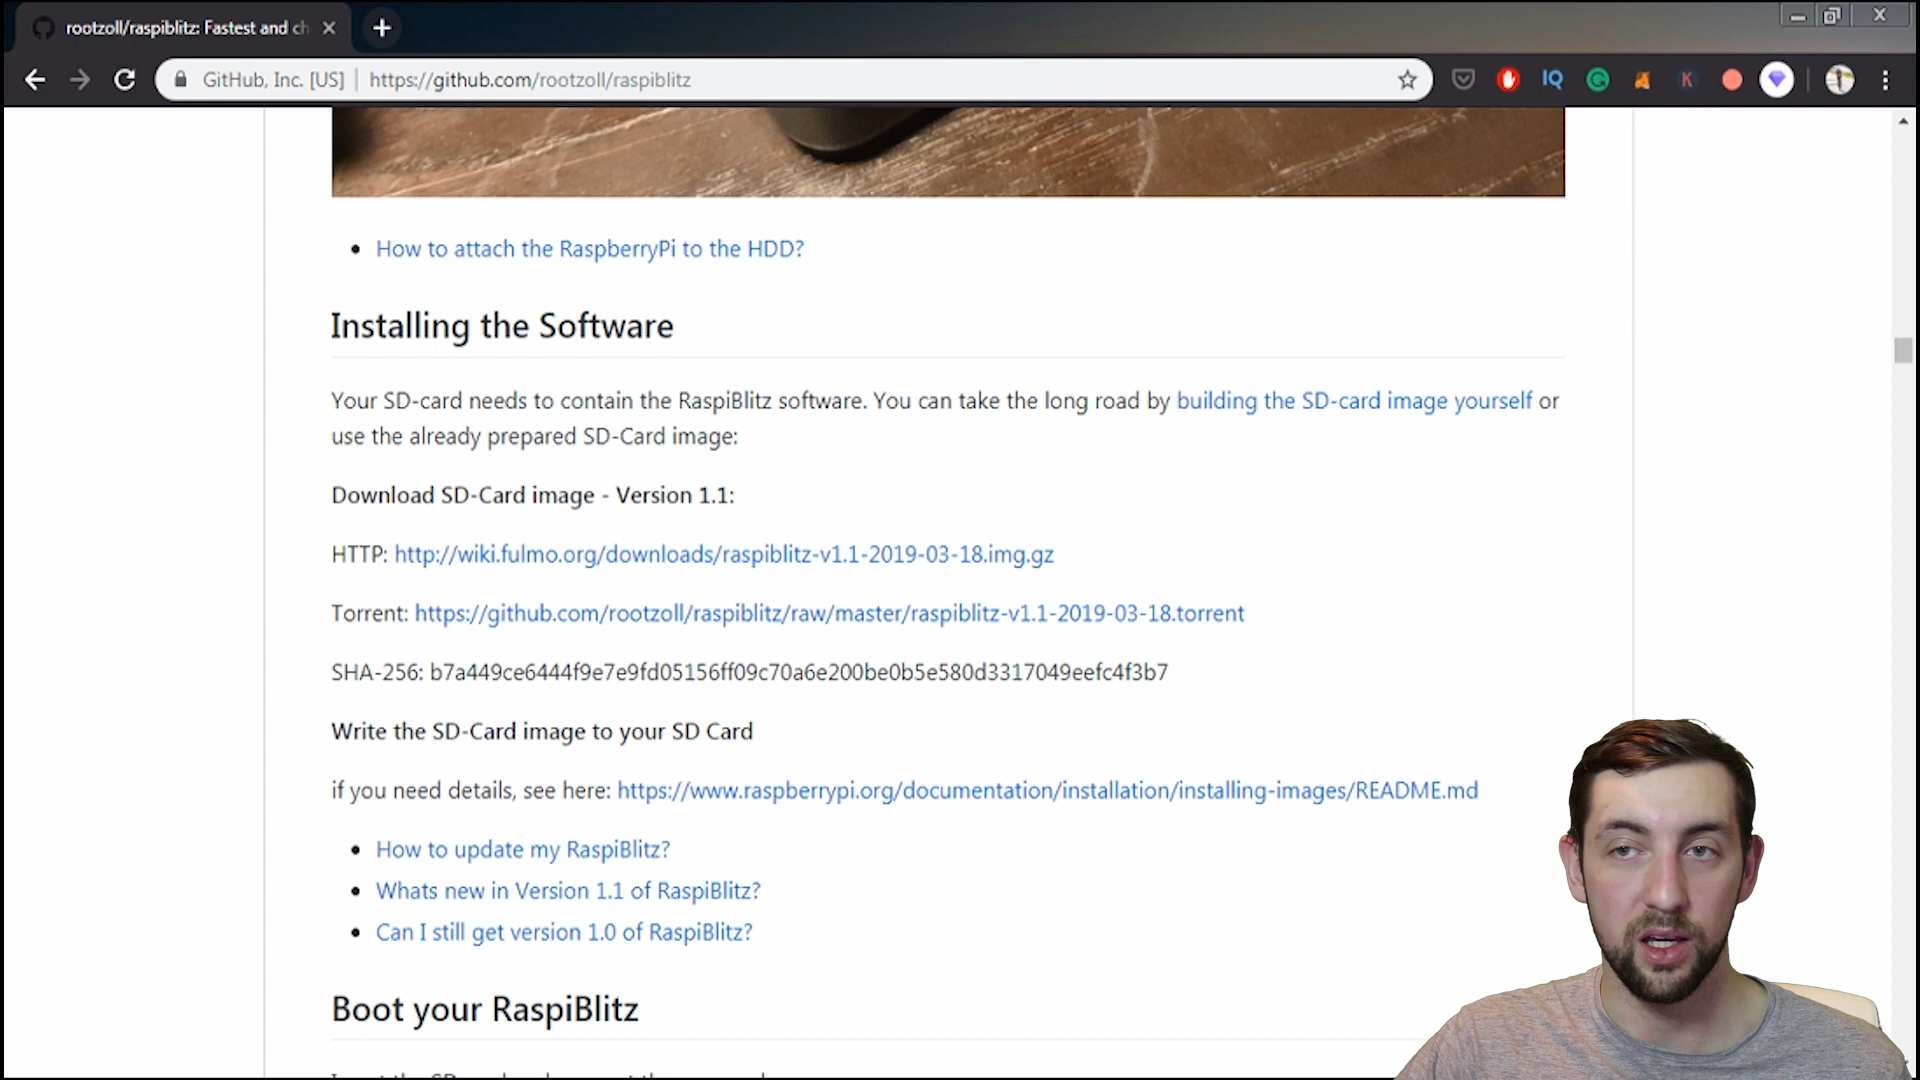 rootzoll/raspiblitz: Fastest and ch
GitHub, Inc. [US] | https://github.com/rootzoll/raspiblitz
IQ
K
How to attach the RaspberryPi to the HDD?
Installing the Software
Your SD-card needs to contain the RaspiBlitz software. You can take the long road by building the SD-card image yourself or
use the already prepared SD-Card image:
Download SD-Card image - Version 1.1:
HTTP: http://wiki.fulmo.org/downloads/raspiblitz-v1.1-2019-03-18.img.gz
Torrent: https://github.com/rootzoll/raspiblitz/raw/master/raspiblitz-v1.1-2019-03-18.torrent
SHA-256: b7a449ce6444f9e7e9fd05156ff09c70a6e200be0b5e580d3317049eefc4f3b7
Write the SD-Card image to your SD Card
if you need details, see here: https://www.raspberrypi.org/documentation/installation/installing-images/README.md
How to update my RaspiBlitz?
Whats new in Version 1.1 of RaspiBlitz?
Can I still get version 1.0 of RaspiBlitz?
Boot your RaspiBlitz